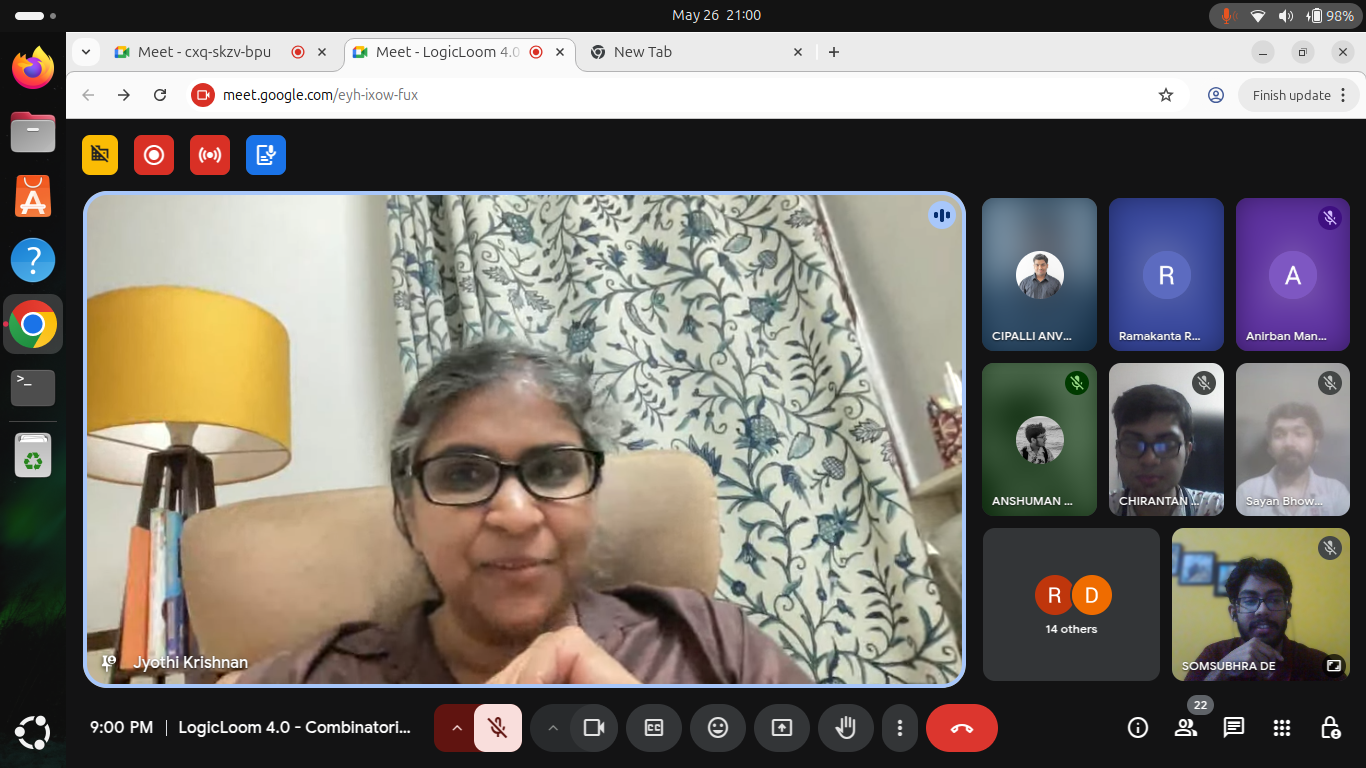 May 26 21:00
98%
Meet - cxq-skzv-bpu
Meet - LogicLoom 4.0
New Tab
meet.google.com/eyh-ixow-fux
Finish update
A
?
>_
Jyothi Krishnan
CIPALLI ANV...
R
Ramakanta R...
A
Anirban Man...
ANSHUMAN ...
CHIRANTAN ...
Sayan Bhow...
R D
14 others
SOMSUBHRA DE
9:00 PM | LogicLoom 4.0 - Combinatori...
22